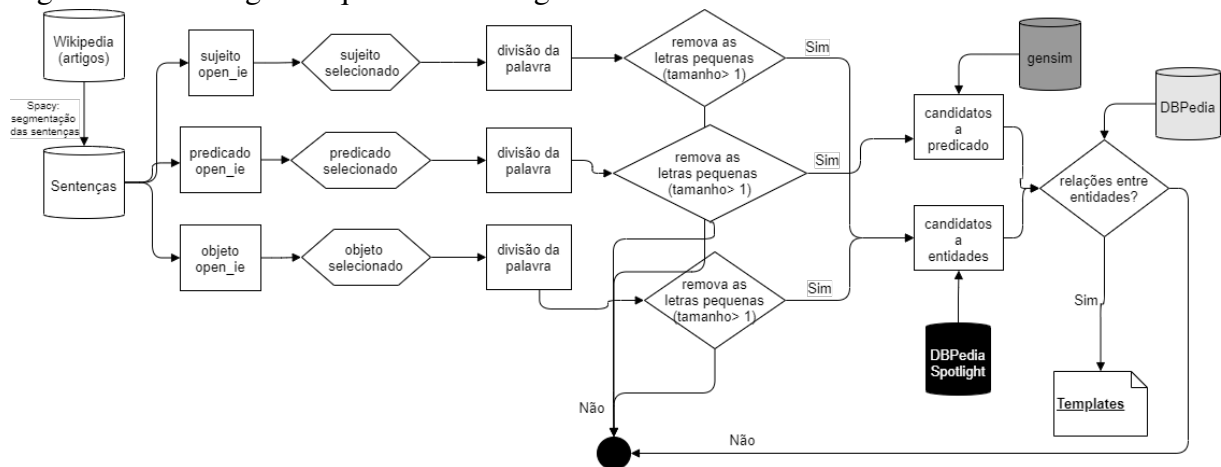 Wikipedia
(artigos)
Spacy:
segmentação
das sentenças
Sentenças
sujeito
open_ie
sujeito
selecionado
divisão da
palavra
remova as
letras pequenas
(tamanho> 1)
Sim
predicado
open_ie
predicado
selecionado
divisão da
palavra
remova as
letras pequenas
(tamanho> 1)
Sim
objeto
open_ie
objeto
selecionado
divisão da
palavra
remova as
letras pequenas
(tamanho> 1)
Sim
gensim
candidatos
a
predicado
candidatos
a
entidades
DBPedia
Spotlight
DBPedia
relações entre
entidades?
Sim
Templates
Não
Não